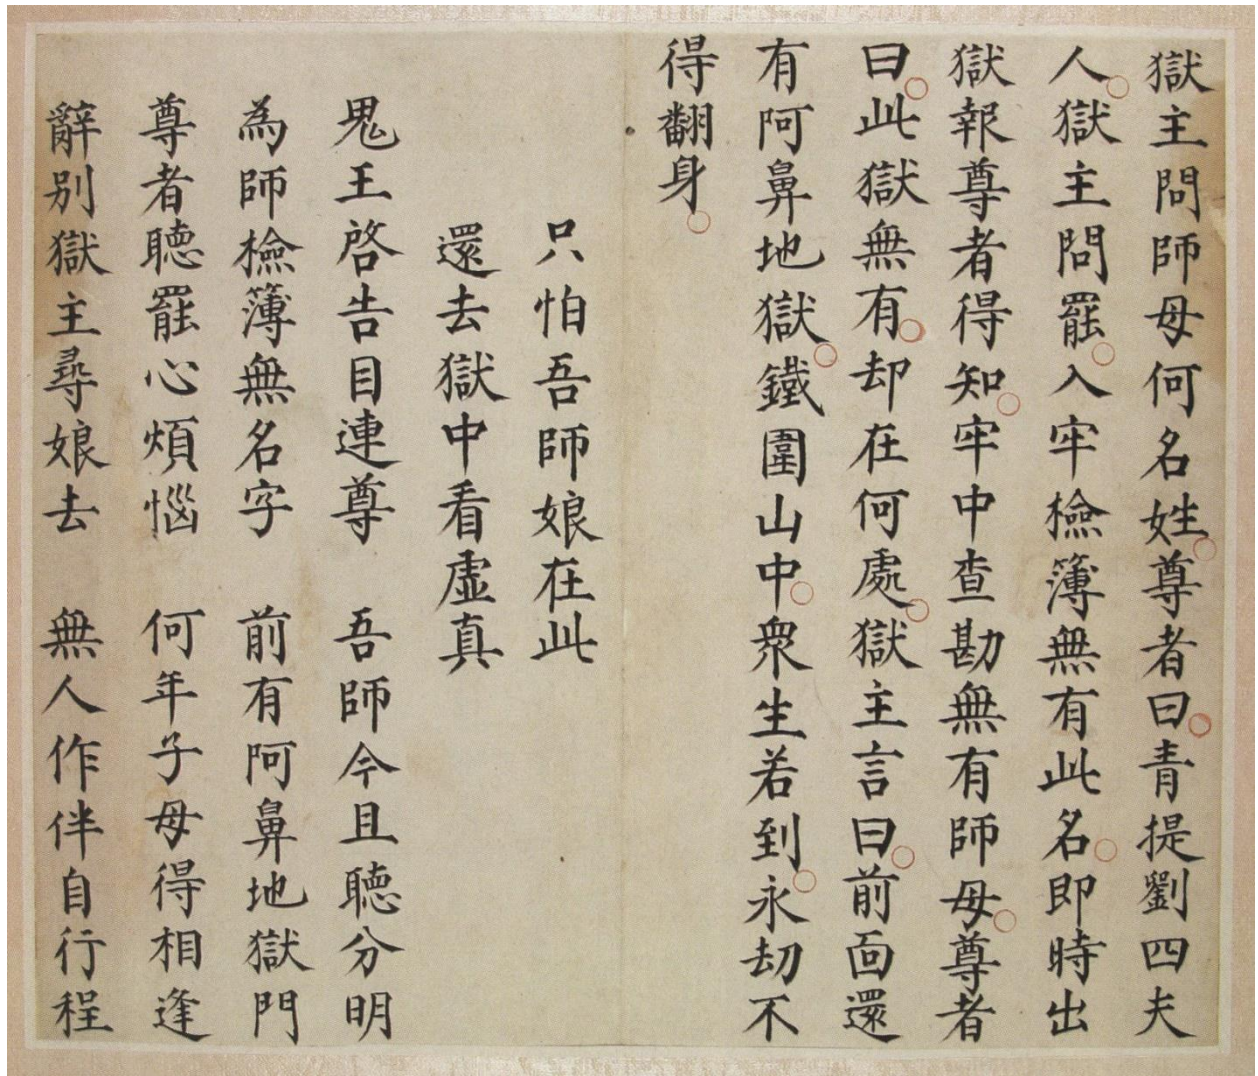 獄主問師母何名姓尊者曰青提劉四夫
人獄主問罷入牢檢簿無有此名即時出
獄報尊者得知牢中查勘無有師母尊者
曰此獄無有却在何處獄主言曰前面還
有阿鼻地獄鐵圍山中眾生若到永劫不
得翻身
只怕吾師娘在此
還去獄中看虛真
鬼王啓告目連尊 吾師今且聽分明
為師檢簿無名字 前有阿鼻地獄門
尊者聽罷心煩惱 何年子母得相逢
辭別獄主尋娘去 無人作伴自行程